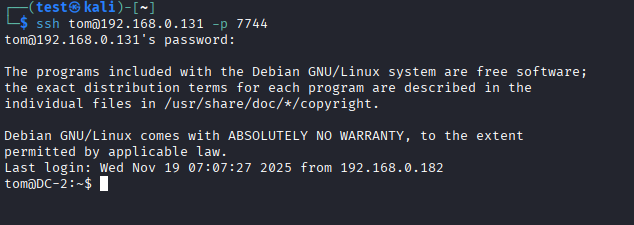 ┌──(test㉿kali)-[~]
└─$ ssh tom@192.168.0.131 -p 7744
tom@192.168.0.131's password:
The programs included with the Debian GNU/Linux system are free software;
the exact distribution terms for each program are described in the
individual files in /usr/share/doc/*/copyright.
Debian GNU/Linux comes with ABSOLUTELY NO WARRANTY, to the extent
permitted by applicable law.
Last login: Wed Nov 19 07:07:27 2025 from 192.168.0.182
tom@DC-2:~$